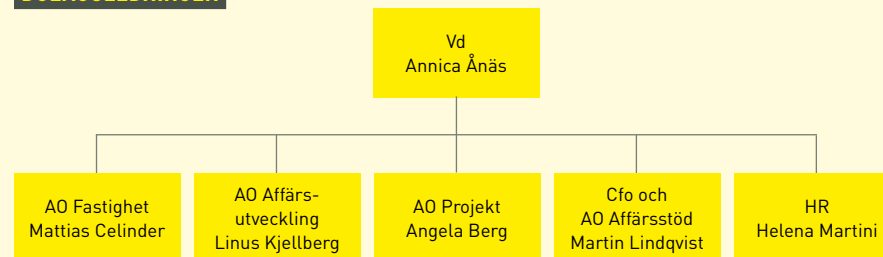 Vd
Annica Ånäs
AO Fastighet
Mattias Celinder
AO Affärs-
utveckling
Linus Kjellberg
AO Projekt
Angela Berg
Cfo och
AO Affärsstöd
Martin Lindqvist
HR
Helena Martini